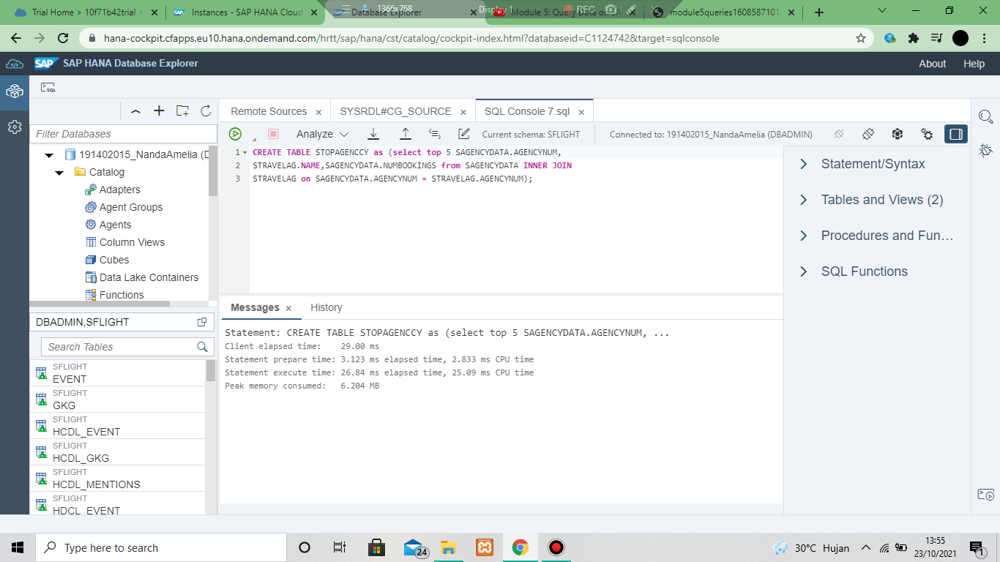 Trial Home > 10f71b42trial >
Instances - SAP HANA Cloud
Database Explorer
Module 5: Query Data on
module5queries1608587101
1366x768
Display 1
REC
hana-cockpit.cfapps.eu10.hana.ondemand.com/hrtt/sap/hana/cst/catalog/cockpit-index.html?databaseid=C1124742&target=sqlconsole
SAP SAP HANA Database Explorer
About Help
SQL
Filter Databases
191402015_NandaAmelia (D
Catalog
Adapters
Agent Groups
Agents
Column Views
Cubes
Data Lake Containers
Functions
DBADMIN,SFLIGHT
Search Tables
SFLIGHT
EVENT
SFLIGHT
GKG
SFLIGHT
HCDL_EVENT
SFLIGHT
HCDL_GKG
SFLIGHT
HCDL_MENTIONS
SFLIGHT
HDCL_EVENT
Remote Sources
SYSRDL#CG_SOURCE
SQL Console 7.sql
Analyze
Current schema: SFLIGHT
Connected to: 191402015_NandaAmelia (DBADMIN)
1 CREATE TABLE STOPAGENCCY as (select top 5 SAGENCYDATA.AGENCYNUM,
2 STRAVELAG.NAME,SAGENCYDATA.NUMBOOKINGS from SAGENCYDATA INNER JOIN
3 STRAVELAG on SAGENCYDATA.AGENCYNUM = STRAVELAG.AGENCYNUM);
Messages
History
Statement: CREATE TABLE STOPAGENCCY as (select top 5 SAGENCYDATA.AGENCYNUM, ...
Client elapsed time: 29.00 ms
Statement prepare time: 3.123 ms elapsed time, 2.833 ms CPU time
Statement execute time: 26.84 ms elapsed time, 25.09 ms CPU time
Peak memory consumed: 6.204 MB
Statement/Syntax
Tables and Views (2)
Procedures and Fun...
SQL Functions
Type here to search
24
30°C Hujan
13:55
23/10/2021
1